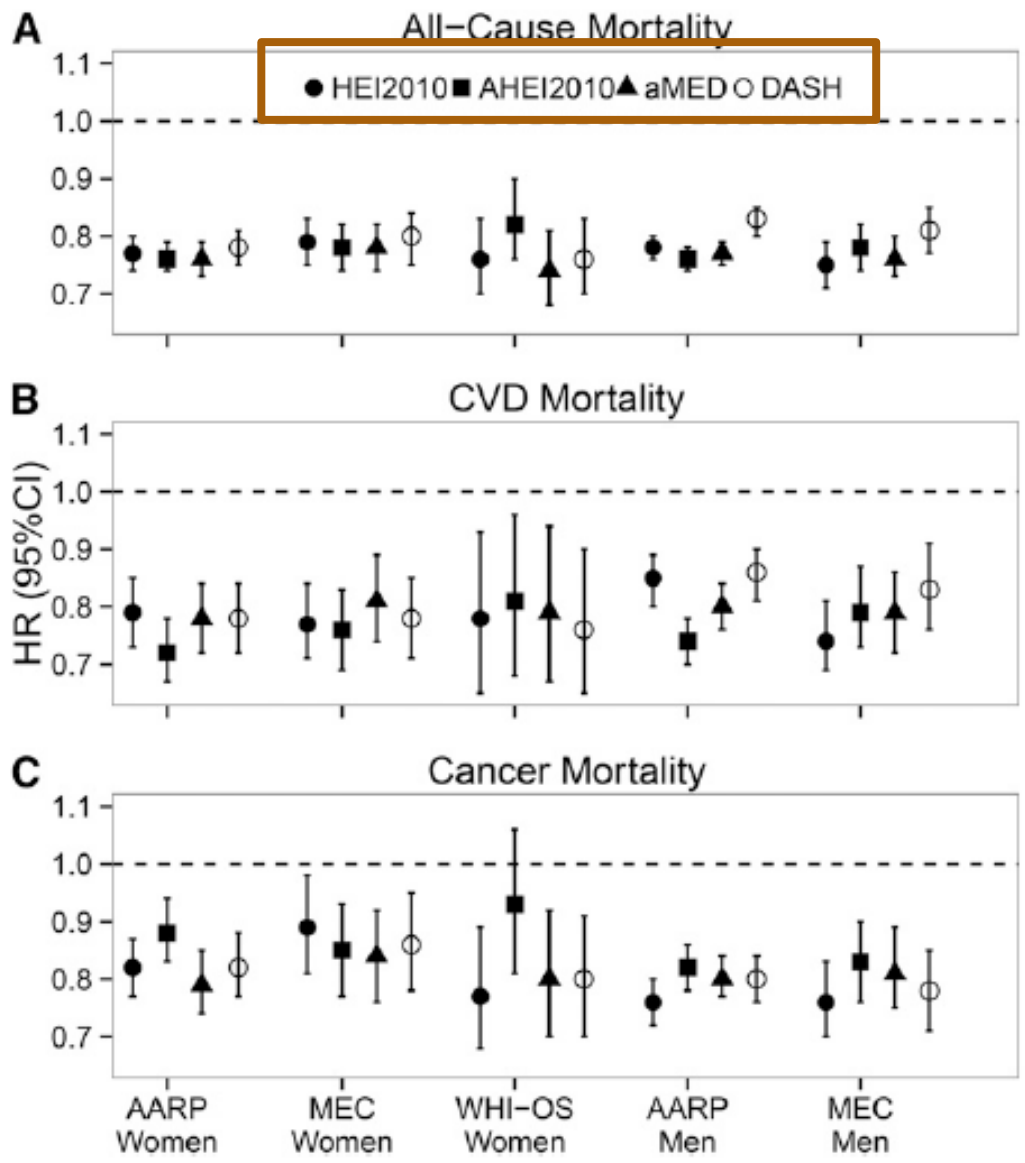 A All−Cause Mortality
● HEI2010 ■ AHEI2010 ▲ aMED ○ DASH
1.1
1.0
0.9
0.8
0.7
B CVD Mortality
HR (95%CI)
1.1
1.0
0.9
0.8
0.7
C Cancer Mortality
1.1
1.0
0.9
0.8
0.7
AARP MEC WHI−OS AARP MEC
Women Women Women Men Men